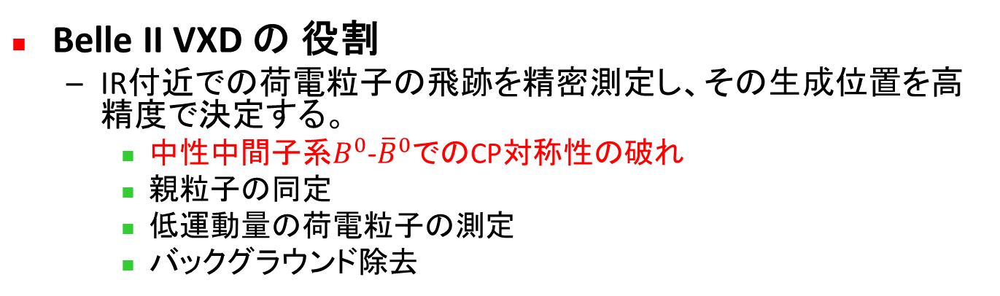 Belle II VXD の 役割
– IR付近での荷電粒子の飛跡を精密測定し、その生成位置を高
精度で決定する。
中性中間子系B⁰-B̄⁰でのCP対称性の破れ
親粒子の同定
低運動量の荷電粒子の測定
バックグラウンド除去